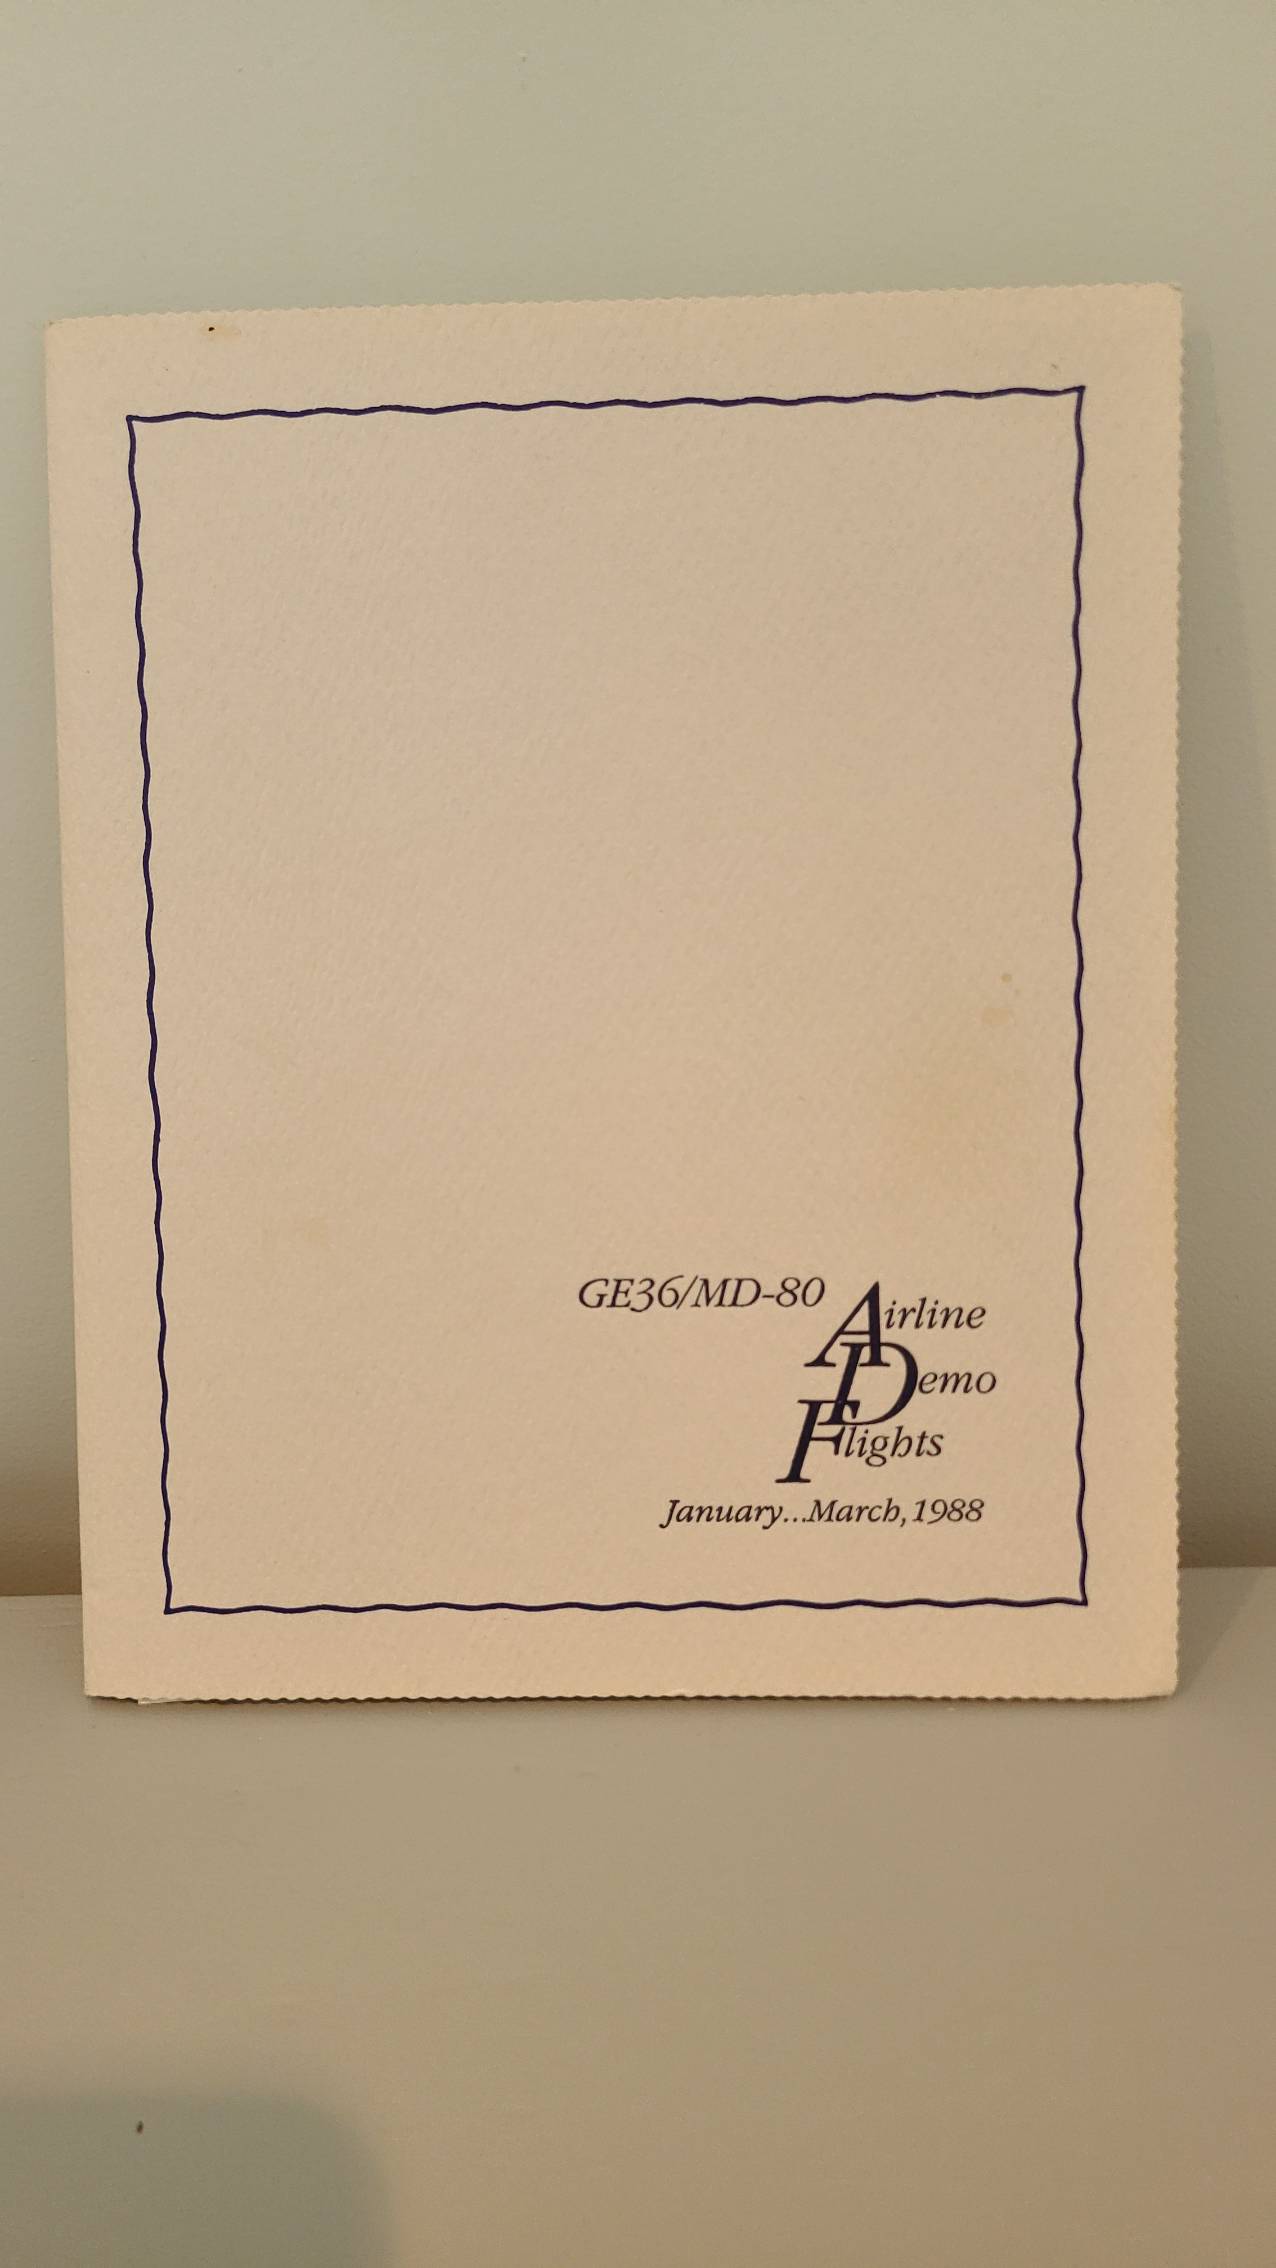 GE36/MD-80 Airline
Demo
Flights
January...March, 1988